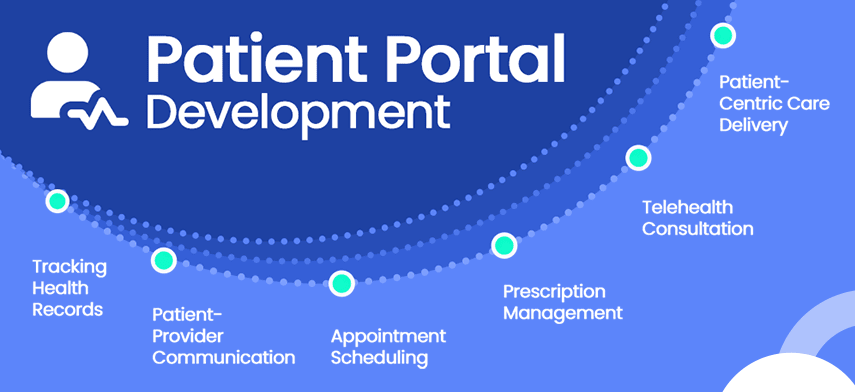 Patient Portal
Development
Patient-
Centric Care
Delivery
Telehealth
Consultation
Tracking
Health
Records
Prescription
Management
Patient-
Provider
Communication
Appointment
Scheduling